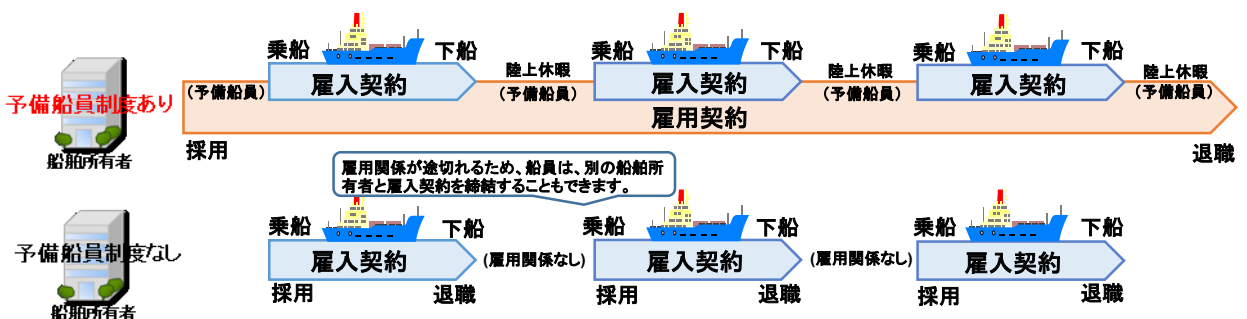 乗船
下船
乗船
下船
乗船
下船
雇入契約
陸上休暇
雇入契約
陸上休暇
雇入契約
陸上休暇
(予備船員)
(予備船員)
(予備船員)
(予備船員)
予備船員制度あり
雇用契約
船舶所有者
採用
退職
雇用関係が途切れるため、船員は、別の船舶所
有者と雇入契約を締結することもできます。
乗船
下船
乗船
下船
乗船
下船
予備船員制度なし
雇入契約
(雇用関係なし)
雇入契約
(雇用関係なし)
雇入契約
採用
退職
採用
退職
採用
退職
船舶所有者